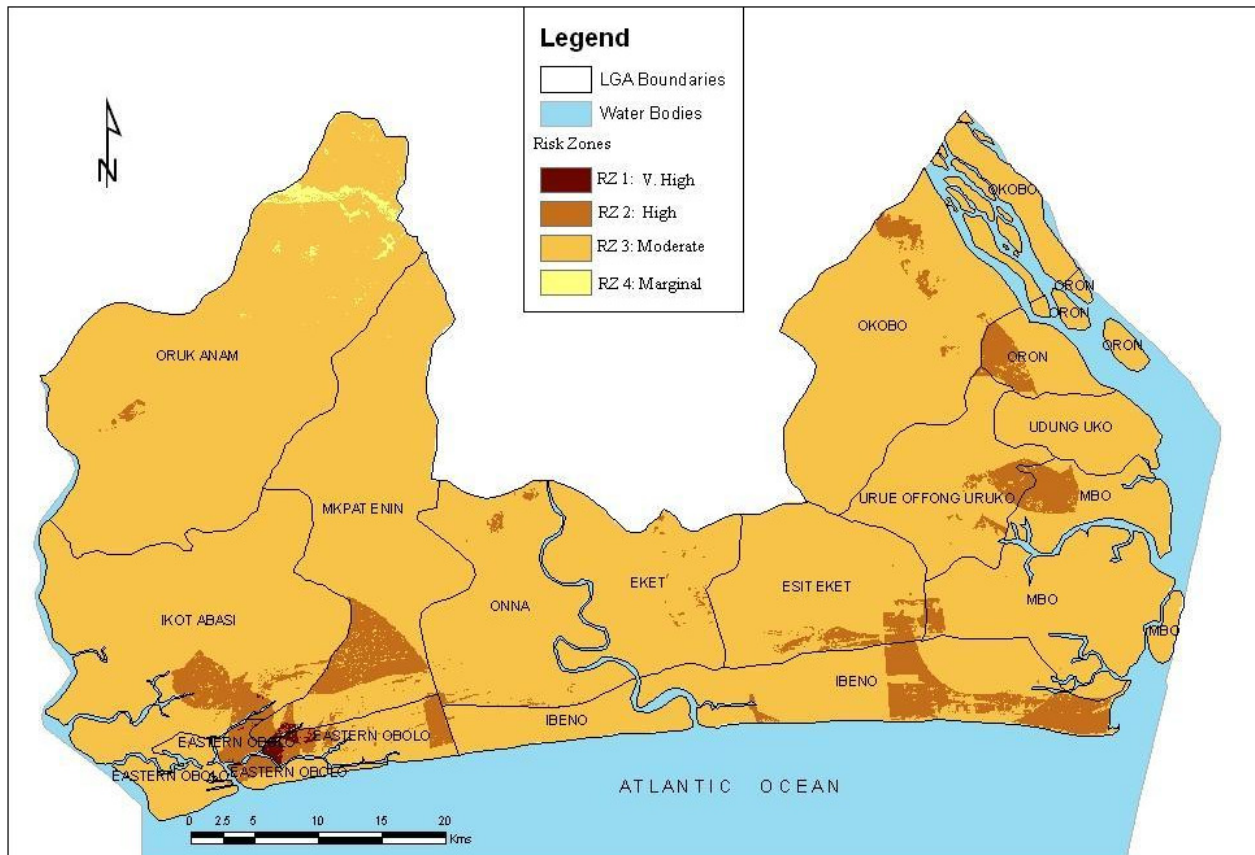 Legend
LGA Boundaries
Water Bodies
Risk Zones
RZ 1: V. High
RZ 2: High
RZ 3: Moderate
RZ 4: Marginal
N
OKOBO
ORON
ORON
ORON
OKOBO
ORON
ORUK ANAM
UDUNG UKO
URUE OFFONG URUKO
MBO
MKPAT ENIN
EKET
ESIT EKET
ONNA
MBO
IKOT ABASI
MBO
IBENO
IBENO
EASTERN OBOLO
EASTERN OBOLO
EASTERN OBOLO
EASTERN OBOLO
ATLANTIC OCEAN
0 2.5 5 10 15 20
Kms